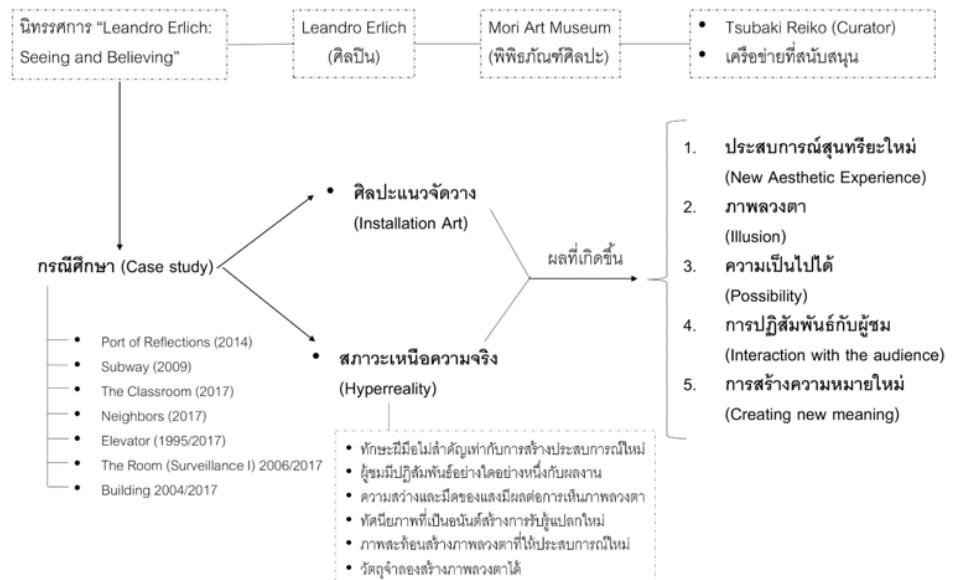 นิทรรศการ “Leandro Erlich:
Seeing and Believing”
Leandro Erlich
(ศิลปิน)
Mori Art Museum
(พิพิธภัณฑ์ศิลปะ)
• Tsubaki Reiko (Curator)
• เครือข่ายที่สนับสนุน
กรณีศึกษา (Case study)
• Port of Reflections (2014)
• Subway (2009)
• The Classroom (2017)
• Neighbors (2017)
• Elevator (1995/2017)
• The Room (Surveillance I) 2006/2017
• Building 2004/2017
• ศิลปะแนวจัดวาง
(Installation Art)
• สภาวะเหนือความจริง
(Hyperreality)
• ทักษะฝีมือไม่สำคัญเท่ากับการสร้างประสบการณ์ใหม่
• ผู้ชมมีปฏิสัมพันธ์อย่างใดอย่างหนึ่งกับผลงาน
• ความสว่างและมืดของแสงมีผลต่อการเห็นภาพลวงตา
• ทัศนียภาพที่เป็นอนันต์สร้างการรับรู้แปลกใหม่
• ภาพสะท้อนสร้างภาพลวงตาที่ให้ประสบการณ์ใหม่
• วัตถุจำลองสร้างภาพลวงตาได้
ผลที่เกิดขึ้น
1. ประสบการณ์สุนทรียะใหม่
(New Aesthetic Experience)
2. ภาพลวงตา
(Illusion)
3. ความเป็นไปได้
(Possibility)
4. การปฏิสัมพันธ์กับผู้ชม
(Interaction with the audience)
5. การสร้างความหมายใหม่
(Creating new meaning)